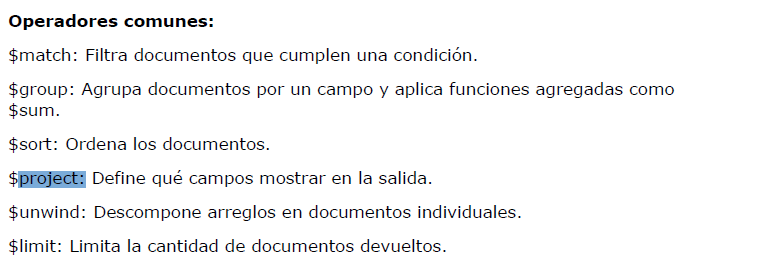 Operadores comunes:
$match: Filtra documentos que cumplen una condición.
$group: Agrupa documentos por un campo y aplica funciones agregadas como
$sum.
$sort: Ordena los documentos.
$project: Define qué campos mostrar en la salida.
$unwind: Descompone arreglos en documentos individuales.
$limit: Limita la cantidad de documentos devueltos.